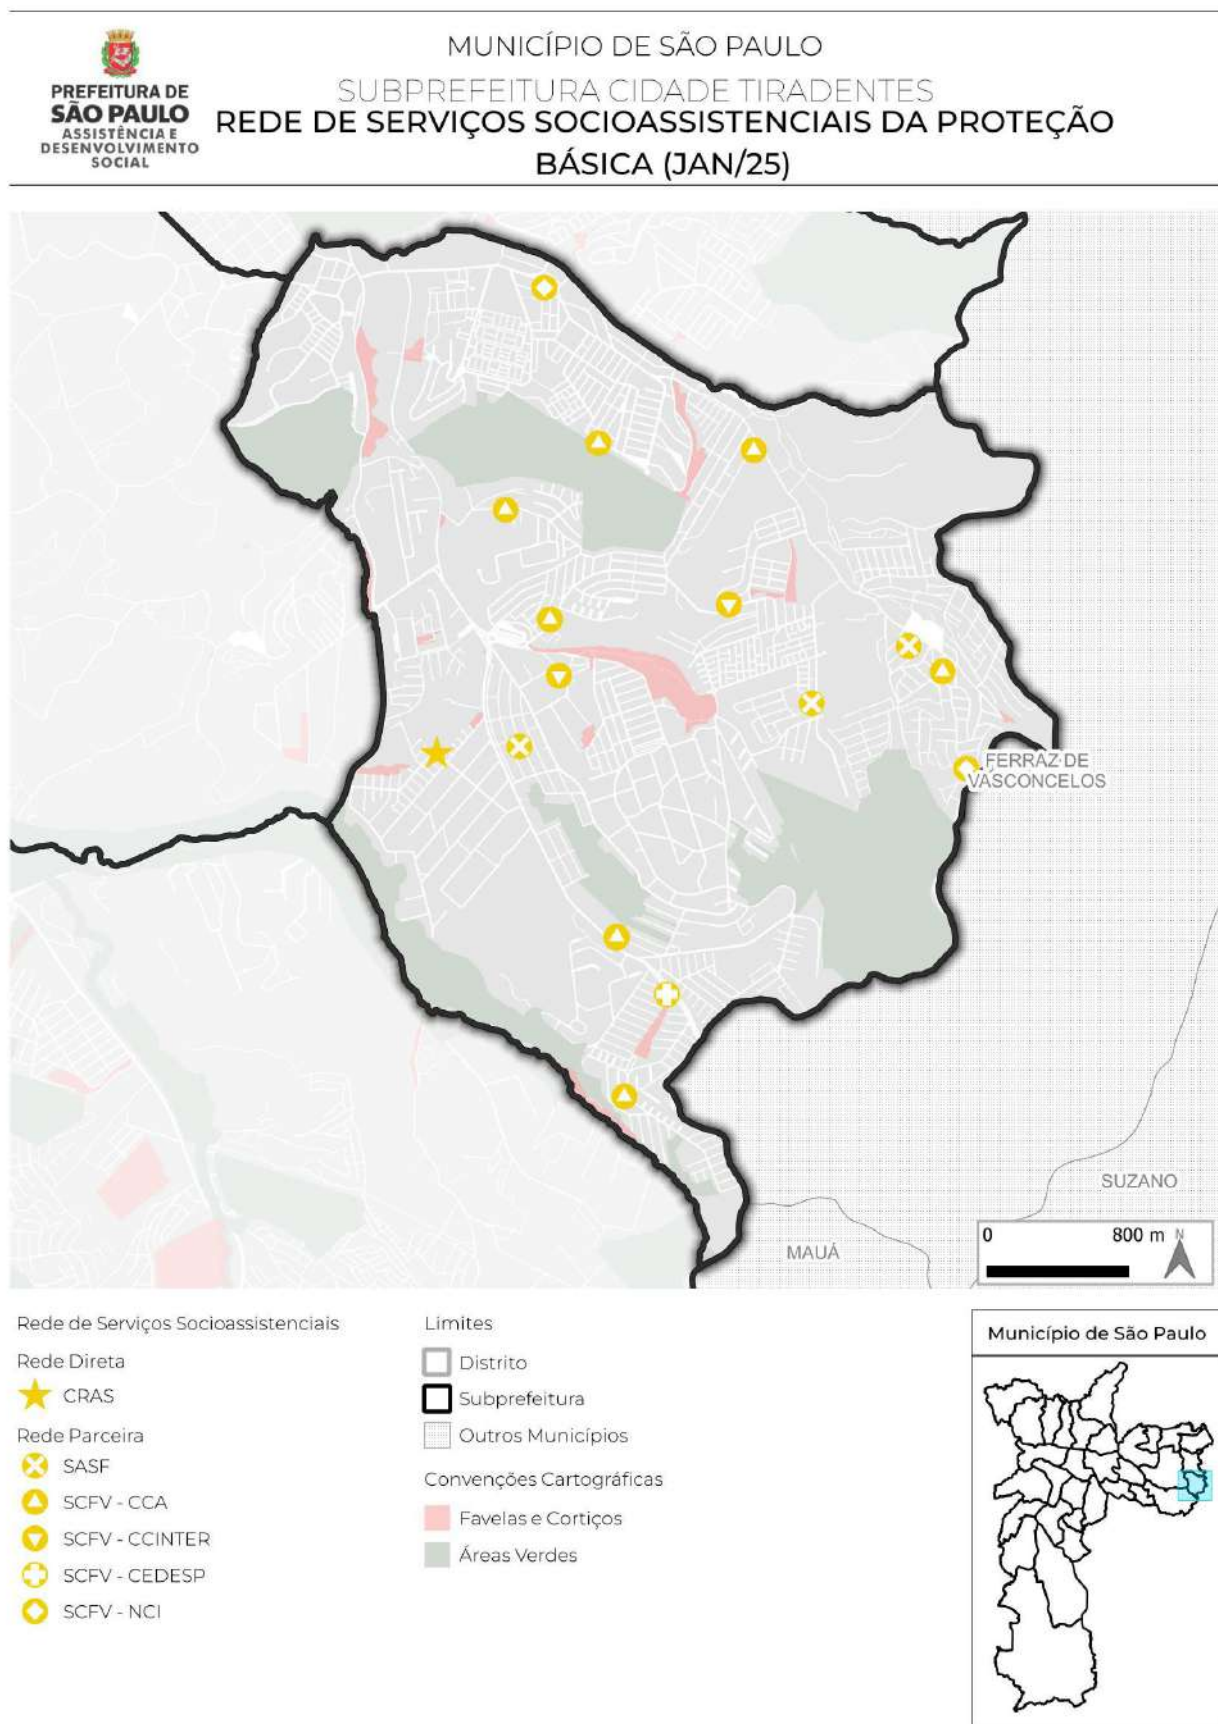 PREFEITURA DE
SÃO PAULO
ASSISTÊNCIA E
DESENVOLVIMENTO
SOCIAL
MUNICÍPIO DE SÃO PAULO
SUBPREFEITURA CIDADE TIRADENTES
REDE DE SERVIÇOS SOCIOASSISTENCIAIS DA PROTEÇÃO
BÁSICA (JAN/25)
FERRAZ DE
VASCONCELOS
SUZANO
MAUÁ
0 800 m N
Rede de Serviços Socioassistenciais
Rede Direta
CRAS
Rede Parceira
SASF
SCFV - CCA
SCFV - CCINTER
SCFV - CEDESP
SCFV - NCI
Limites
Distrito
Subprefeitura
Outros Municípios
Convenções Cartográficas
Favelas e Cortiços
Áreas Verdes
Município de São Paulo